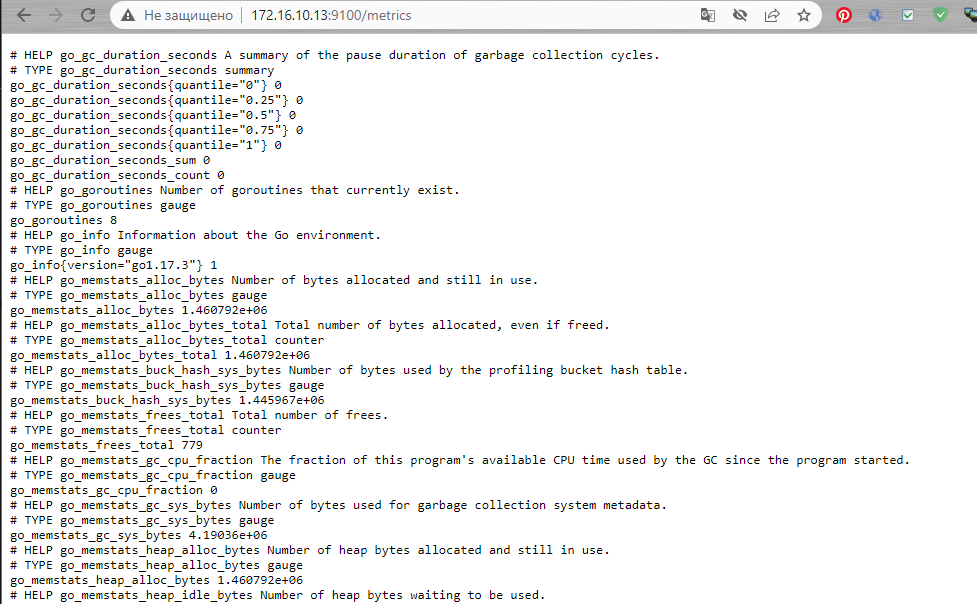 Не защищено 172.16.10.13:9100/metrics
# HELP go_gc_duration_seconds A summary of the pause duration of garbage collection cycles.
# TYPE go_gc_duration_seconds summary
go_gc_duration_seconds{quantile="0"} 0
go_gc_duration_seconds{quantile="0.25"} 0
go_gc_duration_seconds{quantile="0.5"} 0
go_gc_duration_seconds{quantile="0.75"} 0
go_gc_duration_seconds{quantile="1"} 0
go_gc_duration_seconds_sum 0
go_gc_duration_seconds_count 0
# HELP go_goroutines Number of goroutines that currently exist.
# TYPE go_goroutines gauge
go_goroutines 8
# HELP go_info Information about the Go environment.
# TYPE go_info gauge
go_info{version="go1.17.3"} 1
# HELP go_memstats_alloc_bytes Number of bytes allocated and still in use.
# TYPE go_memstats_alloc_bytes gauge
go_memstats_alloc_bytes 1.460792e+06
# HELP go_memstats_alloc_bytes_total Total number of bytes allocated, even if freed.
# TYPE go_memstats_alloc_bytes_total counter
go_memstats_alloc_bytes_total 1.460792e+06
# HELP go_memstats_buck_hash_sys_bytes Number of bytes used by the profiling bucket hash table.
# TYPE go_memstats_buck_hash_sys_bytes gauge
go_memstats_buck_hash_sys_bytes 1.445967e+06
# HELP go_memstats_frees_total Total number of frees.
# TYPE go_memstats_frees_total counter
go_memstats_frees_total 779
# HELP go_memstats_gc_cpu_fraction The fraction of this program's available CPU time used by the GC since the program started.
# TYPE go_memstats_gc_cpu_fraction gauge
go_memstats_gc_cpu_fraction 0
# HELP go_memstats_gc_sys_bytes Number of bytes used for garbage collection system metadata.
# TYPE go_memstats_gc_sys_bytes gauge
go_memstats_gc_sys_bytes 4.19036e+06
# HELP go_memstats_heap_alloc_bytes Number of heap bytes allocated and still in use.
# TYPE go_memstats_heap_alloc_bytes gauge
go_memstats_heap_alloc_bytes 1.460792e+06
# HELP go_memstats_heap_idle_bytes Number of heap bytes waiting to be used.